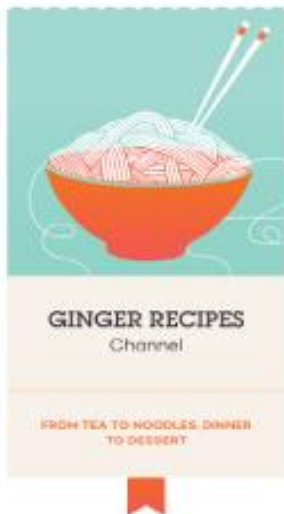 GINGER RECIPES
Channel
FROM TEA TO NOODLES, DINNER
TO DESSERT